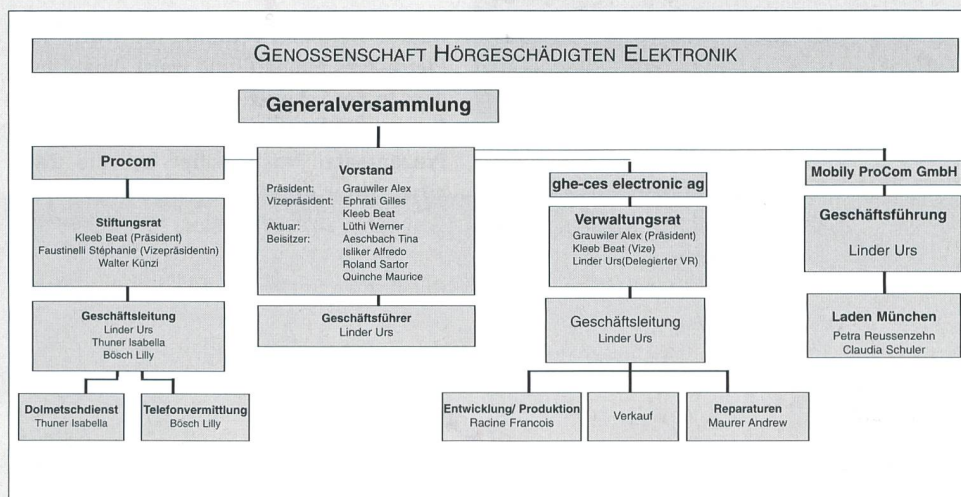 GENOSSENSCHAFT HÖRGESCHÄDIGTEN ELEKTRONIK
Generalversammlung
Procom
Stiftungsrat
Kleeb Beat (Präsident)
Faustinelli Stéphanie (Vizepräsidentin)
Walter Künzi
Geschäftsleitung
Linder Urs
Thuner Isabella
Bösch Lilly
Dolmetschdienst
Thuner Isabella
Telefonvermittlung
Bösch Lilly
Vorstand
Präsident: Grauwiler Alex
Vizepräsident: Ephrati Gilles
Kleeb Beat
Aktuar: Lüthi Werner
Beisitzer: Aeschbach Tina
Isliker Alfredo
Roland Sartor
Quinche Maurice
Geschäftsführer
Linder Urs
ghe-ces electronic ag
Verwaltungsrat
Grauwiler Alex (Präsident)
Kleeb Beat (Vize)
Linder Urs(Delegierter VR)
Geschäftsleitung
Linder Urs
Entwicklung/ Produktion
Racine Francois
Verkauf
Reparaturen
Maurer Andrew
Mobily ProCom GmbH
Geschäftsführung
Linder Urs
Laden München
Petra Reussenzehn
Claudia Schuler